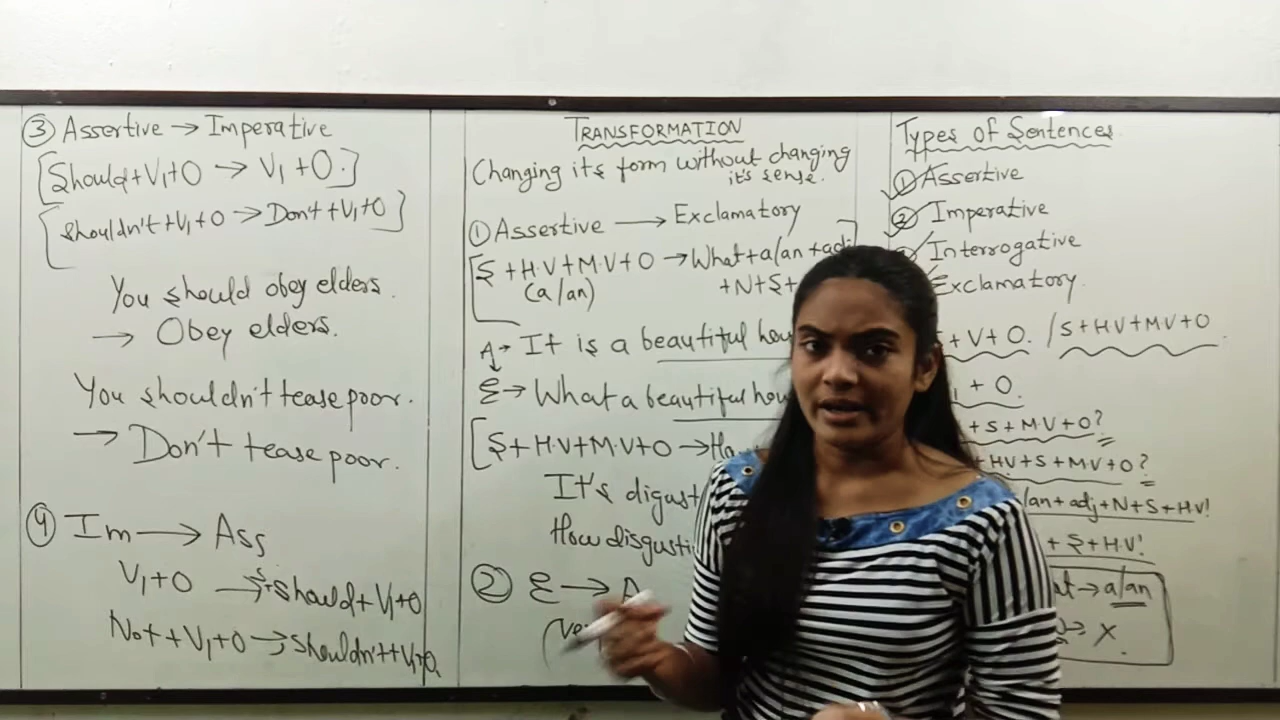 ③ Assertive → Imperative
[Should+V₁+O → V₁ + O.]
[Shouldn't+V₁+O → Don't+V₁+O]
You should obey elders.
→ Obey elders.
You shouldn't tease poor.
→ Don't tease poor.
④ Im → Ass
V₁+O → S+should+V₁+O
Not+V₁+O → Shouldn't+V₁+O.
TRANSFORMATION
Changing its form without changing
it's sense.
① Assertive → Exclamatory
[S+H.V+M.V+O → What+a/an+adj
(a/an) +N+S+
A → It is a beautiful
E → What a beautiful
[S+H.V+M.V+O →
It's
How
② E → A
Types of Sentences
① Assertive
② Imperative
Interrogative
Exclamatory
+V+O. / S+H.V+M.V+O
+ O.
+S+M.V+O?
+HV+S+M.V+O?
/an+adj+N+S+H.V!
+S+H.V!
→ a/an
→ X.